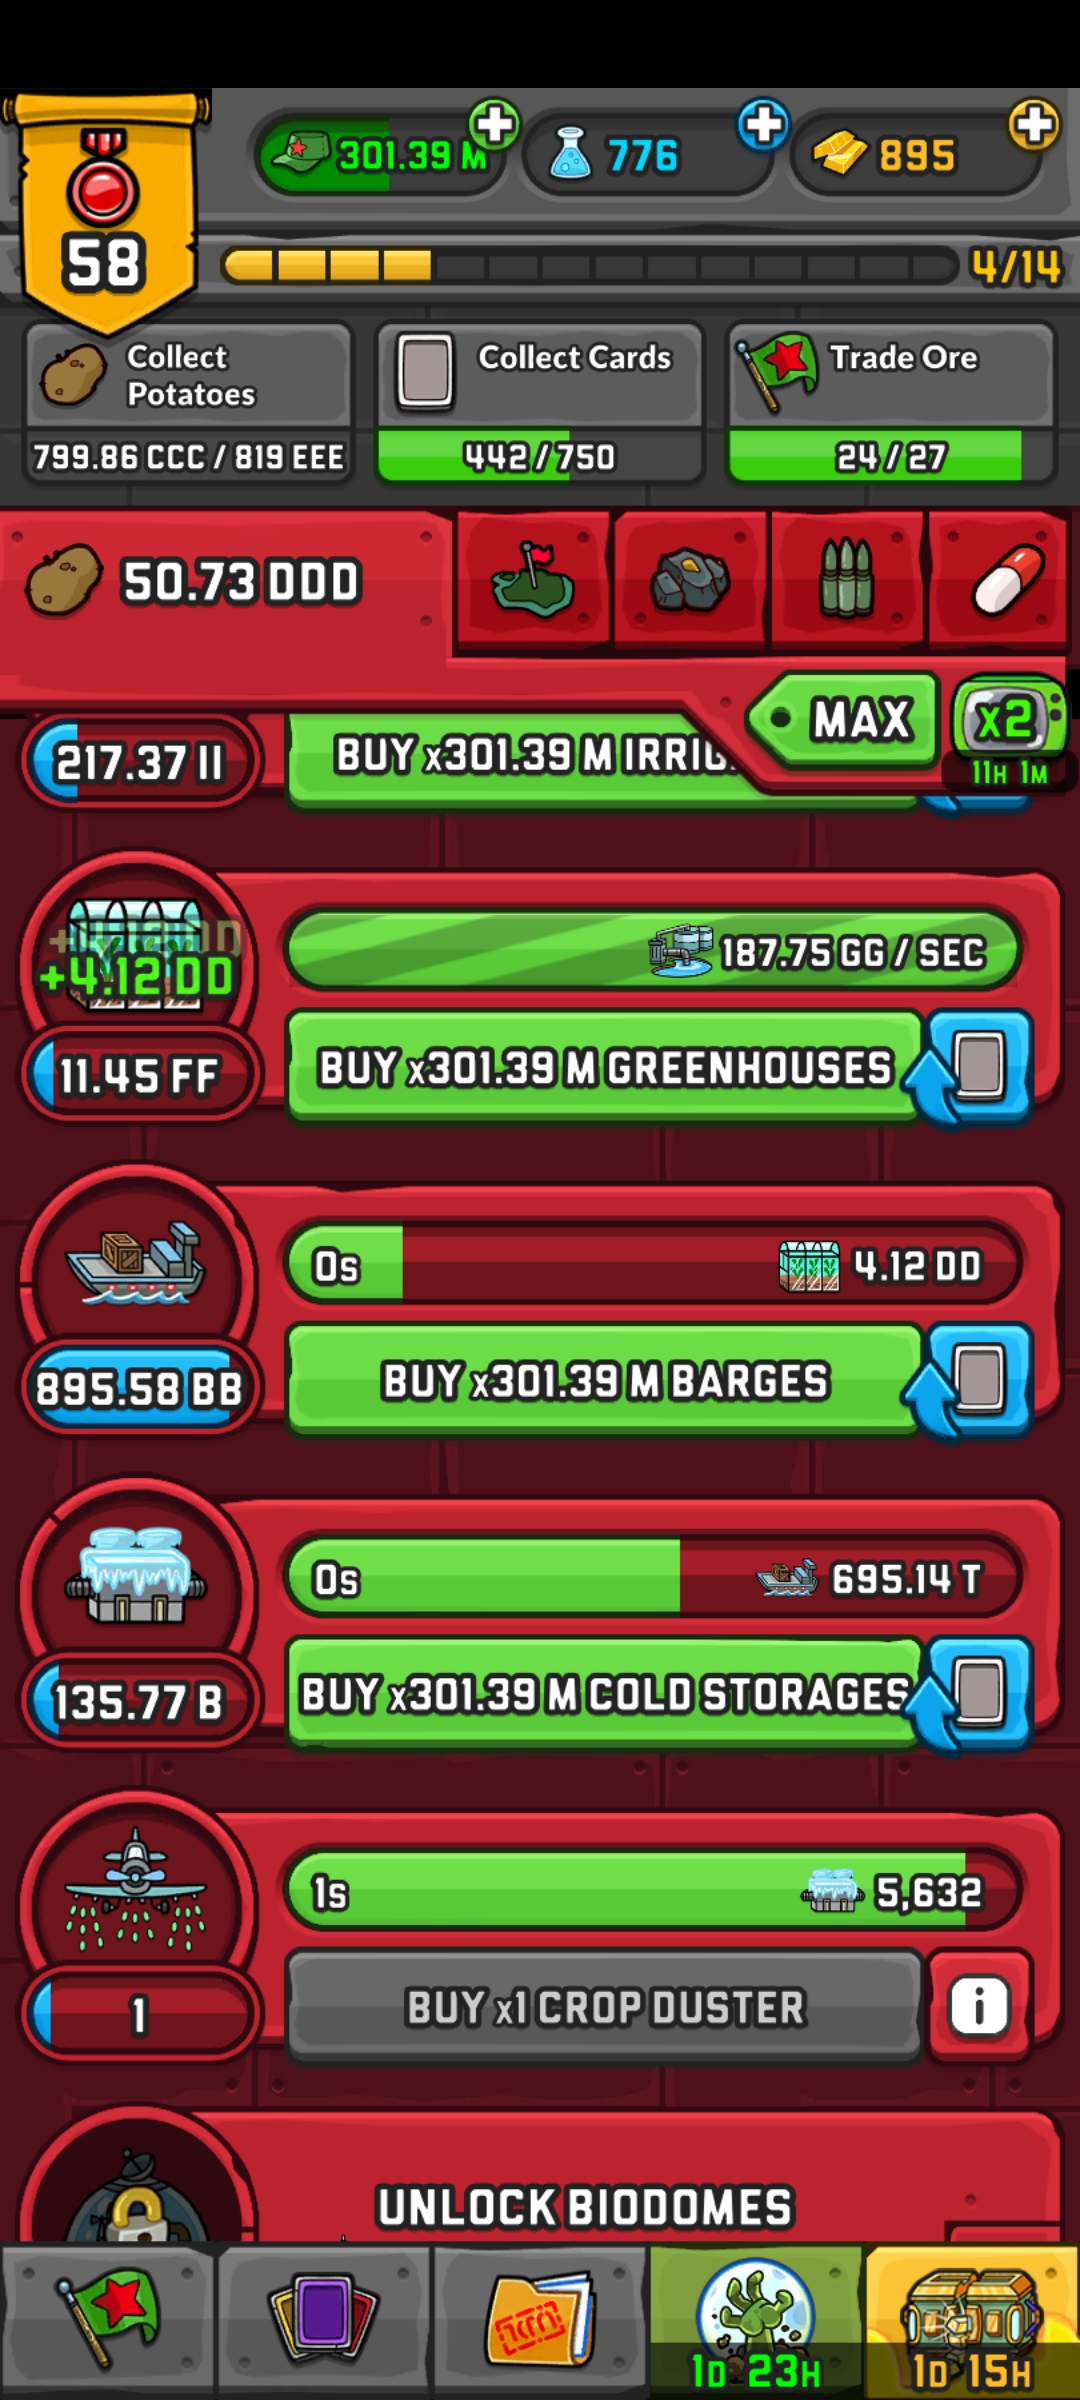 301.39 M
776
895
58
4/14
Collect Potatoes
799.86 CCC / 819 EEE
Collect Cards
442/750
Trade Ore
24/27
50.73 DDD
MAX
x2
11H 1M
217.37 II
BUY x301.39 M IRRIG
+4.12 DD
187.75 GG / SEC
11.45 FF
BUY x301.39 M GREENHOUSES
0s
4.12 DD
895.58 BB
BUY x301.39 M BARGES
0s
695.14 T
135.77 B
BUY x301.39 M COLD STORAGES
1s
5,632
1
BUY x1 CROP DUSTER
i
UNLOCK BIODOMES
1D 23H
1D 15H